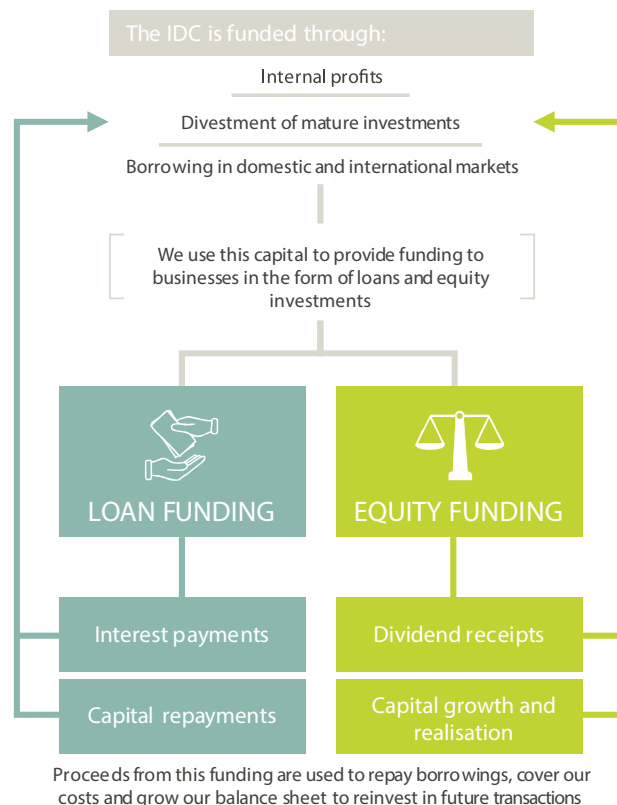 The IDC is funded through:
Internal profits
Divestment of mature investments
Borrowing in domestic and international markets
We use this capital to provide funding to
businesses in the form of loans and equity
investments
LOAN FUNDING
EQUITY FUNDING
Interest payments
Dividend receipts
Capital repayments
Capital growth and
realisation
Proceeds from this funding are used to repay borrowings, cover our
costs and grow our balance sheet to reinvest in future transactions